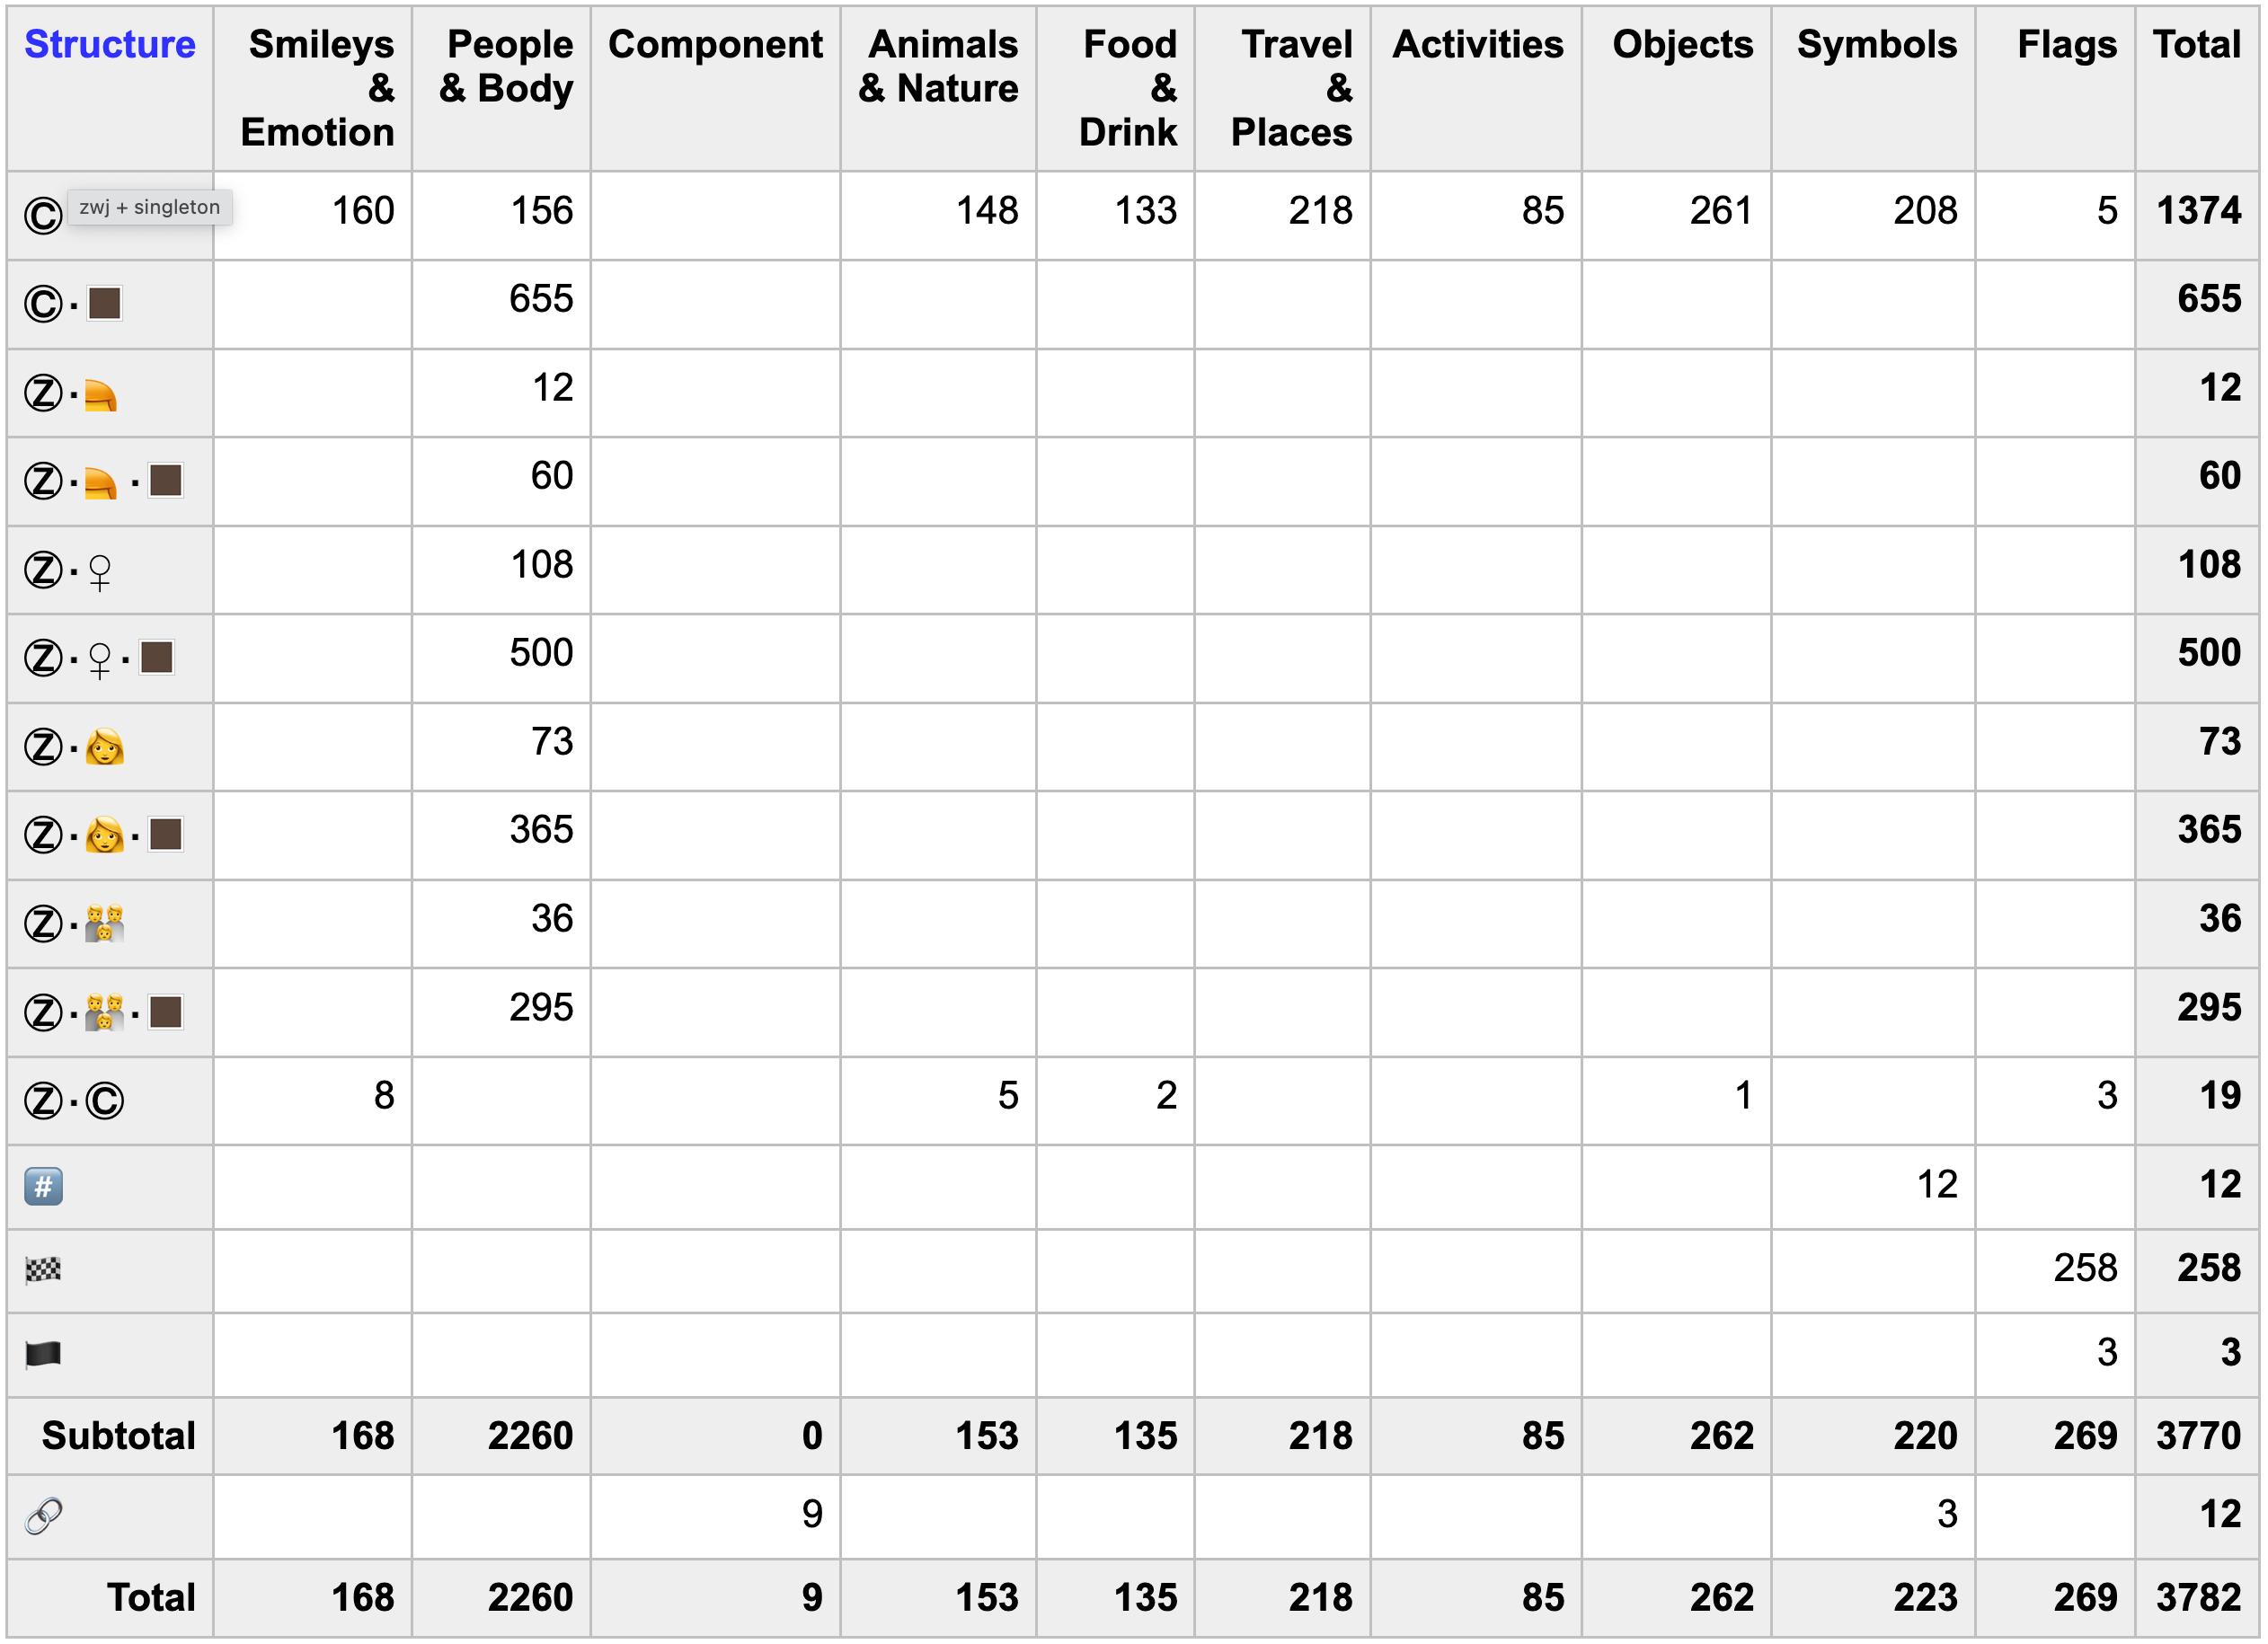 Structure Smileys & Emotion People & Body Component Animals & Nature Food & Drink Travel & Places Activities Objects Symbols Flags Total
Ⓒ zwj + singleton 160 156 148 133 218 85 261 208 5 1374
Ⓒ· 655 655
Ⓩ· 12 12
Ⓩ· · 60 60
Ⓩ·♀ 108 108
Ⓩ·♀· 500 500
Ⓩ· 73 73
Ⓩ· · 365 365
Ⓩ· 36 36
Ⓩ· · 295 295
Ⓩ·Ⓒ 8 5 2 1 3 19
# 12 12
258 258
3 3
Subtotal 168 2260 0 153 135 218 85 262 220 269 3770
9 3 12
Total 168 2260 9 153 135 218 85 262 223 269 3782